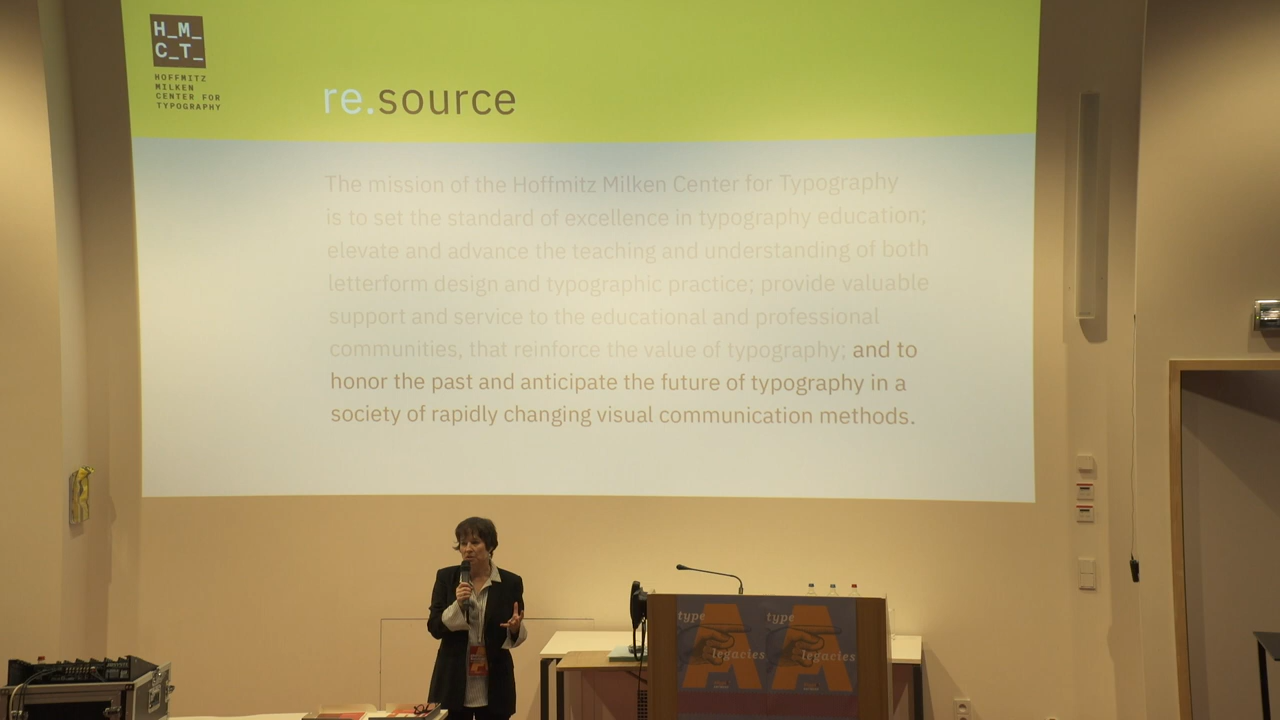 H_M_
C_T_
HOFFMITZ
MILKEN
CENTER FOR
TYPOGRAPHY
re.source
The mission of the Hoffmitz Milken Center for Typography
is to set the standard of excellence in typography education;
elevate and advance the teaching and understanding of both
letterform design and typographic practice; provide valuable
support and service to the educational and professional
communities, that reinforce the value of typography; and to
honor the past and anticipate the future of typography in a
society of rapidly changing visual communication methods.
type
legacies
type
legacies